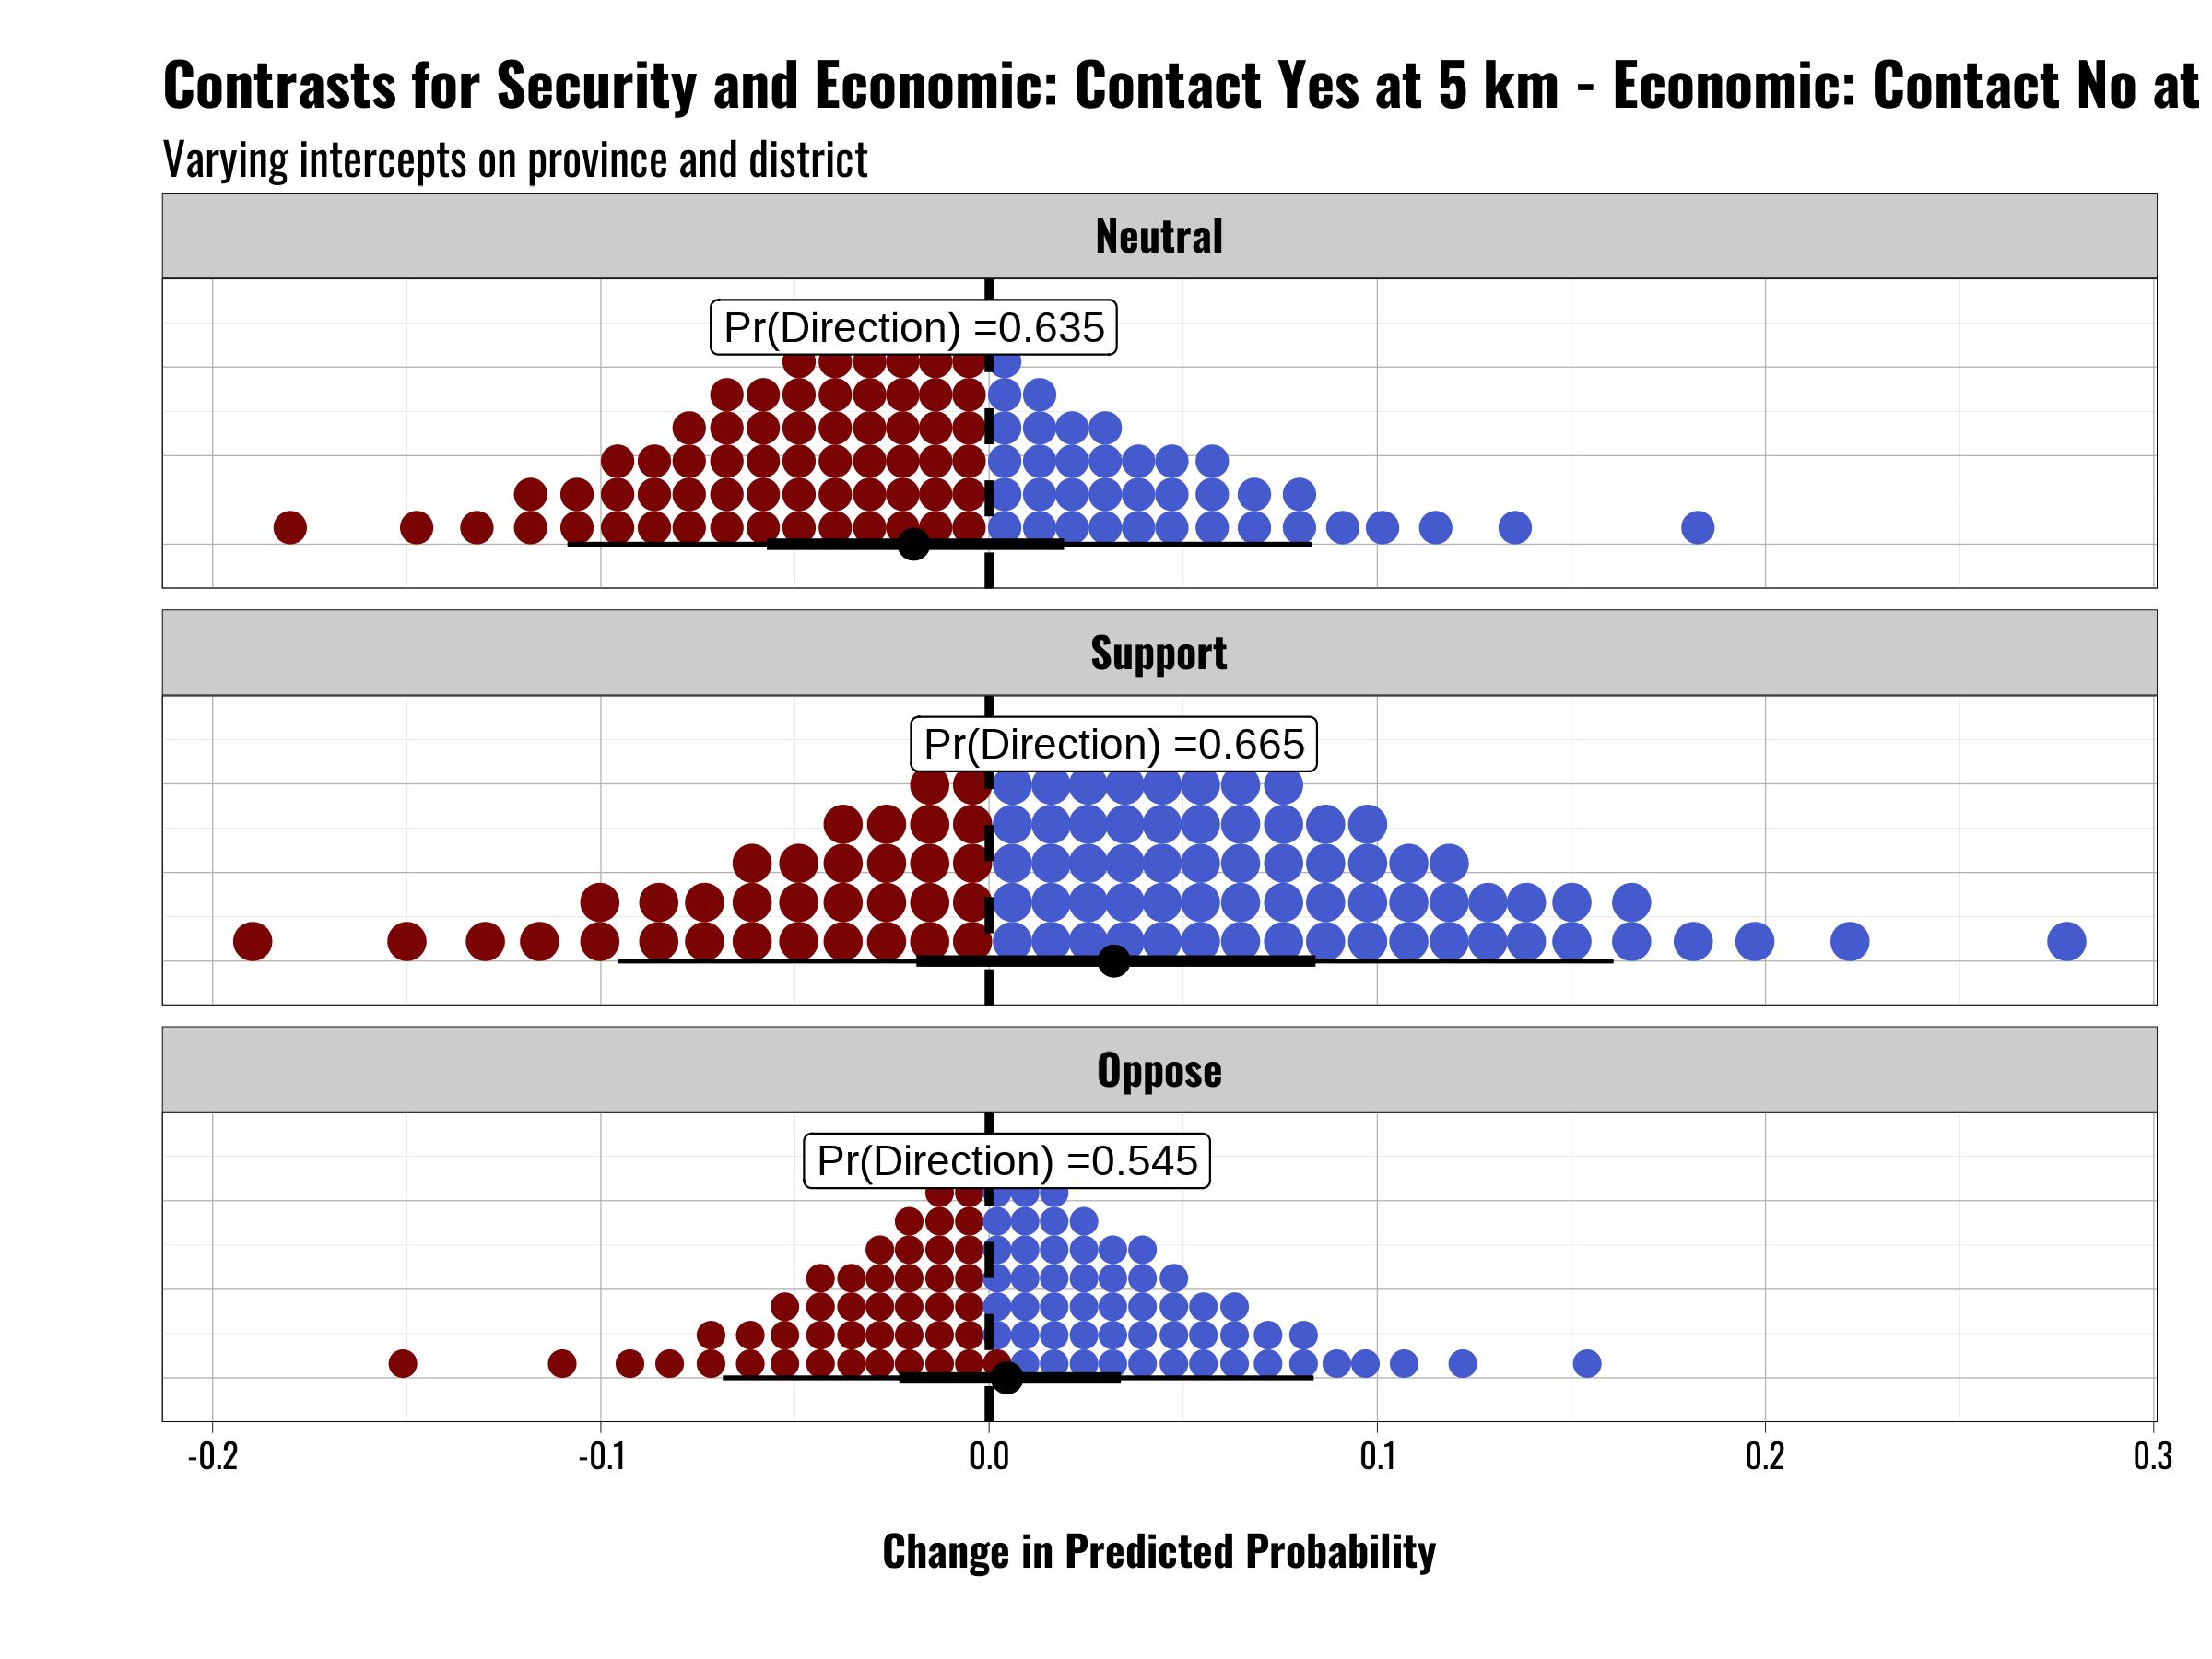 Contrasts for Security and Economic: Contact Yes at 5 km - Economic: Contact No at
Varying intercepts on province and district
Neutral
Pr(Direction) =0.635
Support
Pr(Direction) =0.665
Oppose
Pr(Direction) =0.545
-0.2 -0.1 0.0 0.1 0.2 0.3
Change in Predicted Probability